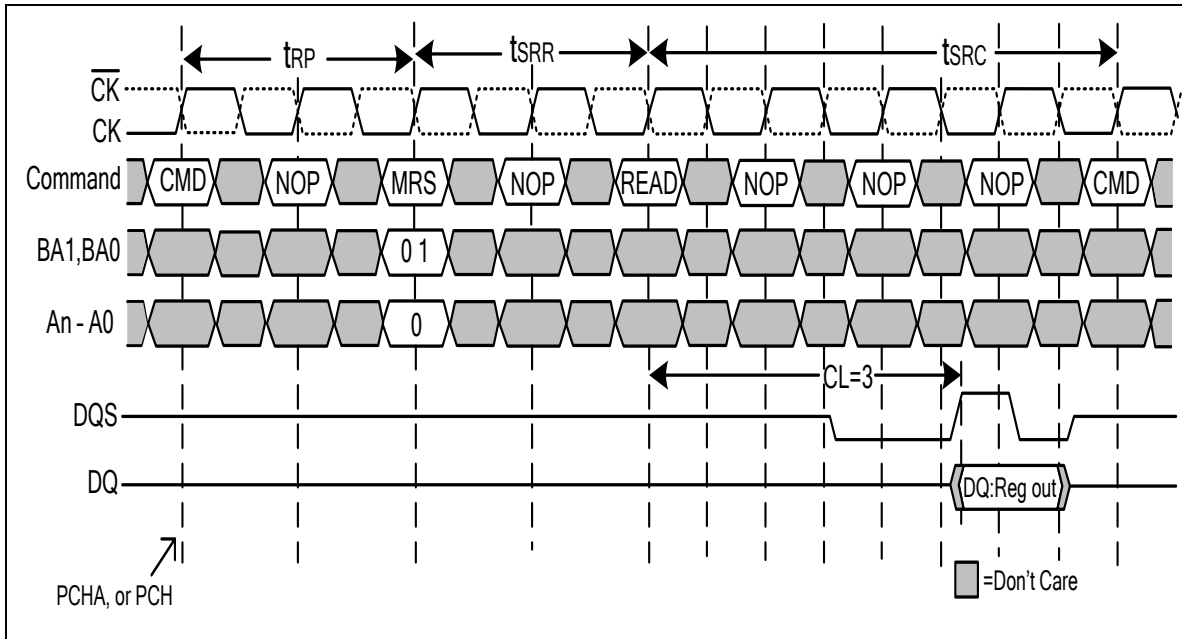 tRP tSRR tSRC
CK
CK
Command CMD NOP MRS NOP READ NOP NOP NOP CMD
BA1,BA0 0 1
An - A0 0
CL=3
DQS
DQ DQ:Reg out
PCHA, or PCH
=Don't Care